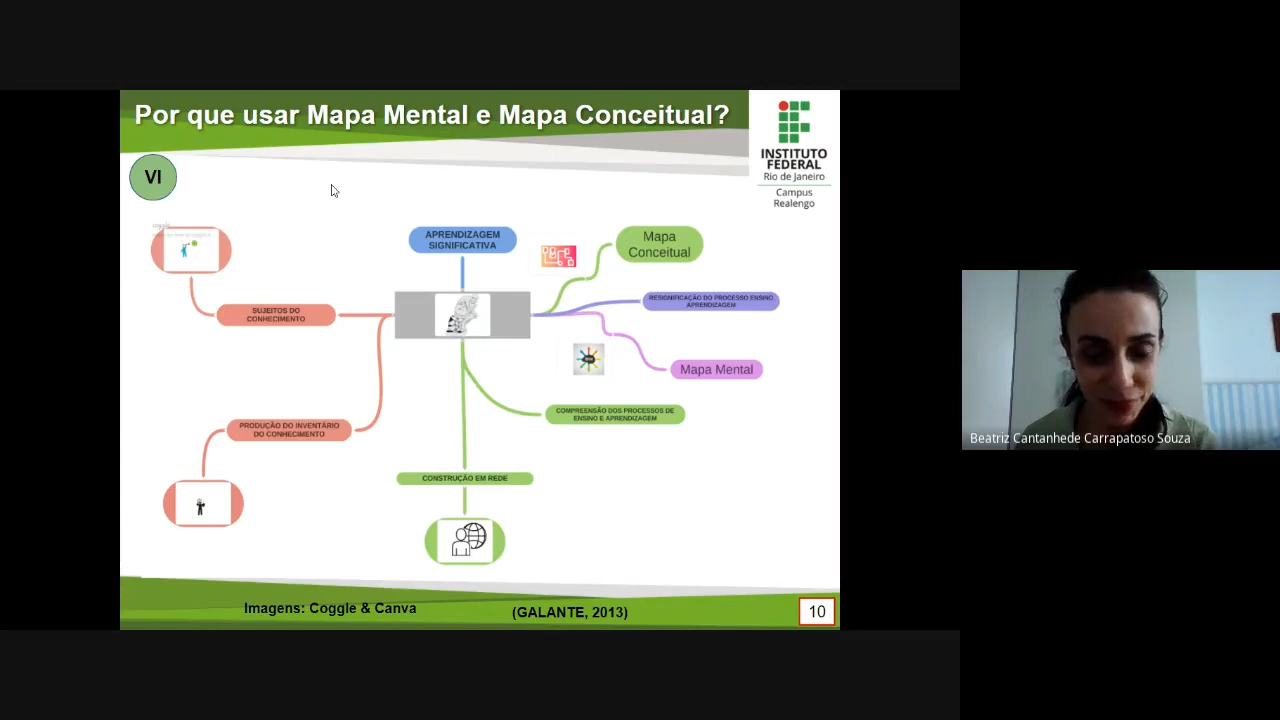 Por que usar Mapa Mental e Mapa Conceitual?
INSTITUTO
FEDERAL
Rio de Janeiro
Campus
Realengo
VI
coggle
APRENDIZAGEM
SIGNIFICATIVA
Mapa
Conceitual
RESIGNIFICAÇÃO DO PROCESSO ENSINO
APRENDIZAGEM
SUJEITOS DO
CONHECIMENTO
Mapa Mental
COMPREENSÃO DOS PROCESSOS DE
ENSINO E APRENDIZAGEM
PRODUÇÃO DO INVENTÁRIO
DO CONHECIMENTO
CONSTRUÇÃO EM REDE
Imagens: Coggle & Canva
(GALANTE, 2013)
10
Beatriz Cantanhede Carrapatoso Souza